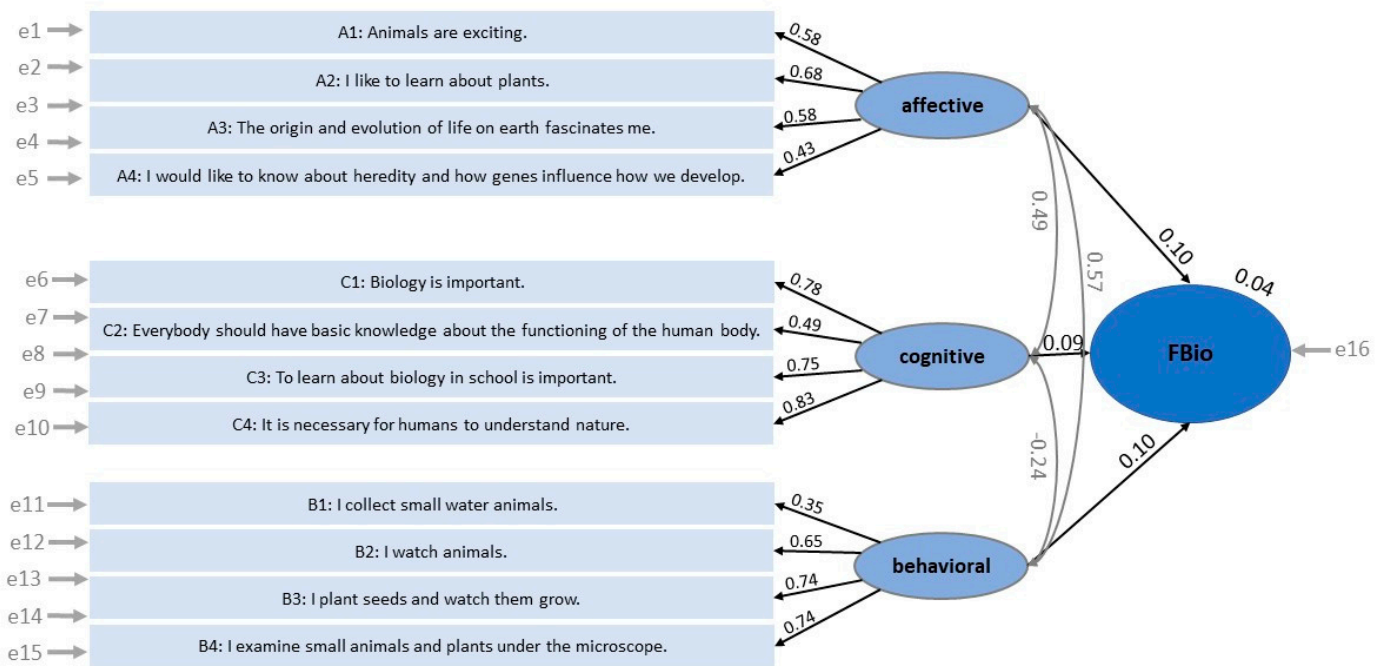 e1
A1: Animals are exciting.
0.58
e2
A2: I like to learn about plants.
0.68
affective
e3
A3: The origin and evolution of life on earth fascinates me.
0.58
e4
A4: I would like to know about heredity and how genes influence how we develop.
0.43
e5
0.49
0.10
0.57
0.04
e6
C1: Biology is important.
0.78
e7
C2: Everybody should have basic knowledge about the functioning of the human body.
0.49
e8
cognitive
0.09
FBio
e16
C3: To learn about biology in school is important.
0.75
e9
C4: It is necessary for humans to understand nature.
0.83
e10
-0.24
0.10
e11
B1: I collect small water animals.
0.35
e12
B2: I watch animals.
0.65
behavioral
e13
B3: I plant seeds and watch them grow.
0.74
e14
B4: I examine small animals and plants under the microscope.
0.74
e15